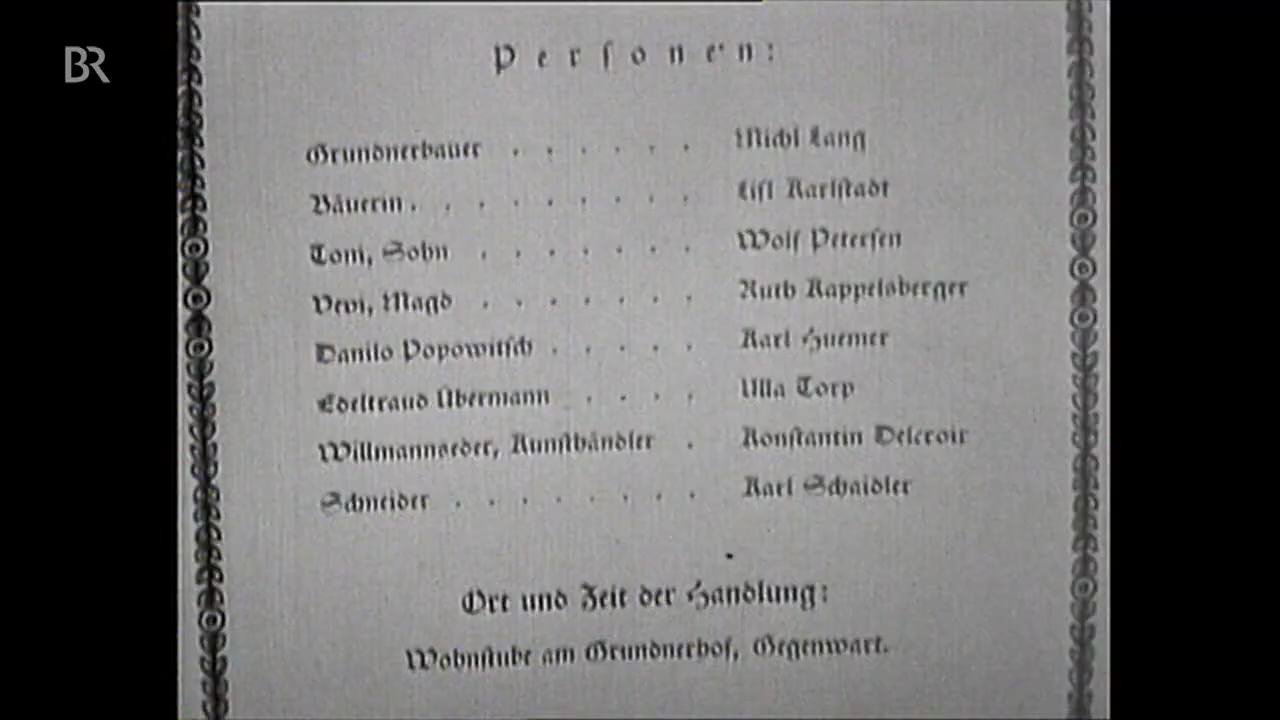 BR
Personen:
Grundnerbauer . . . . . . Michl Lang
Bäuerin . . . . . . . . . Lisl Karlstadt
Toni, Sohn . . . . . . . Wolf Petersen
Vevi, Magd . . . . . . . Ruth Kappelsberger
Danilo Popowitsch . . . . . Karl Huemer
Edeltraud Übermann . . . . Ulla Torp
Willmannseder, Kunsthändler . Konstantin Delcroix
Schneider . . . . . . . . Karl Schaidler
Ort und Zeit der Handlung:
Wohnstube am Grundnerhof, Gegenwart.